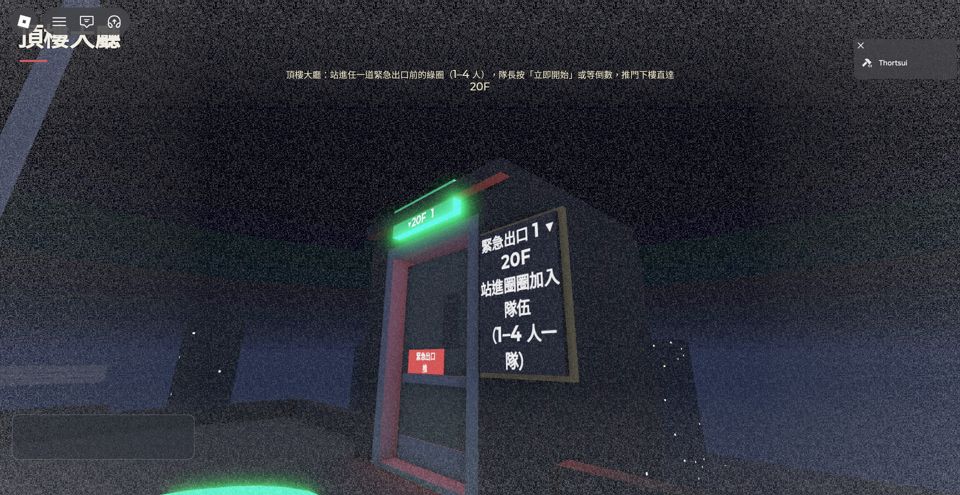 頂樓大廳
頂樓大廳：站進任一道緊急出口前的綠圈（1–4 人），隊長按「立即開始」或等倒數，推門下樓直達
20F
Thortsui
▼20F 1
緊急出口 1 ▼
20F
站進圈圈加入
隊伍
（1–4 人一
隊）
緊急出口
推